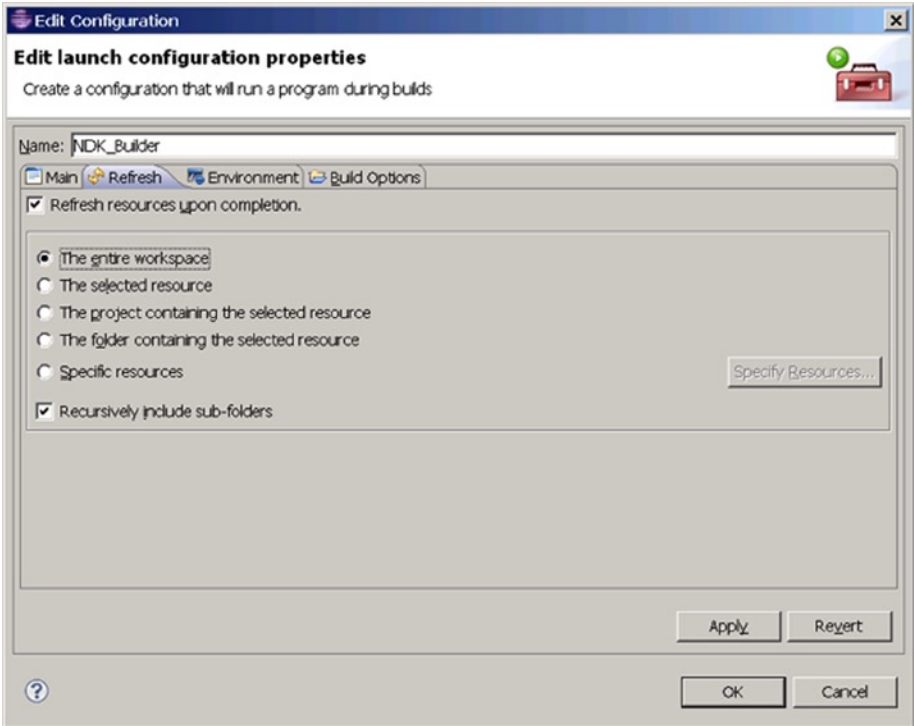 Edit Configuration
Edit launch configuration properties
Create a configuration that will run a program during builds
Name: NDK_Builder
Main Refresh Environment Build Options
Refresh resources upon completion.
The entire workspace
The selected resource
The project containing the selected resource
The folder containing the selected resource
Specific resources Specify Resources...
Recursively include sub-folders
Apply Revert
OK Cancel